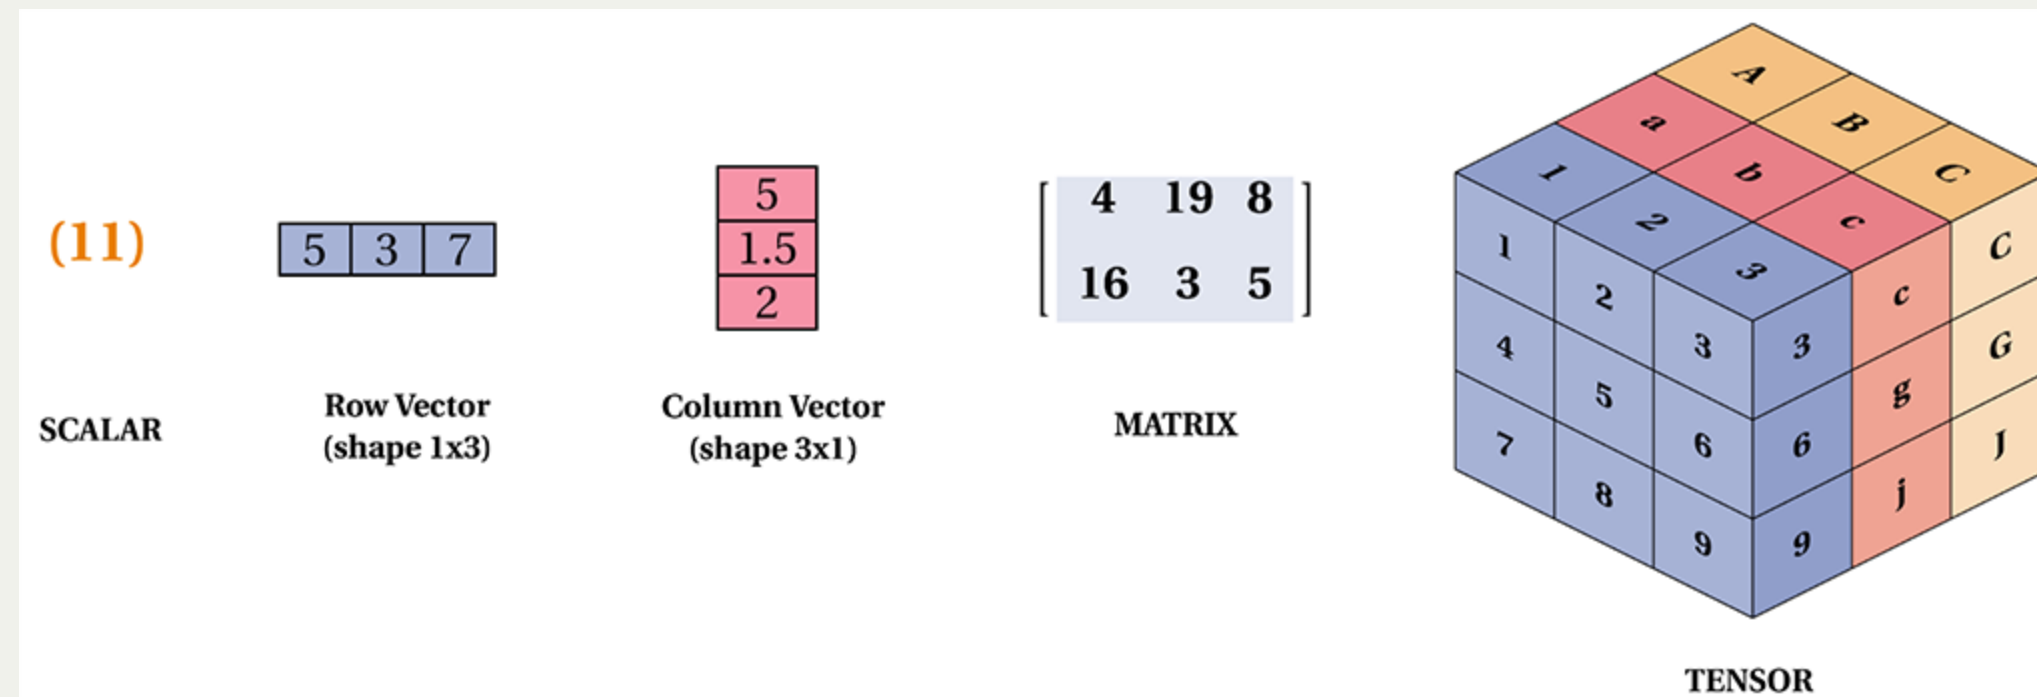 (11)
SCALAR
5 3 7
Row Vector
(shape 1x3)
5
1.5
2
Column Vector
(shape 3x1)
4 19 8
16 3 5
MATRIX
A
B
C
a
b
c
1
2
3
1
2
3
4
5
6
7
8
9
3
c
C
6
g
G
9
j
J
TENSOR